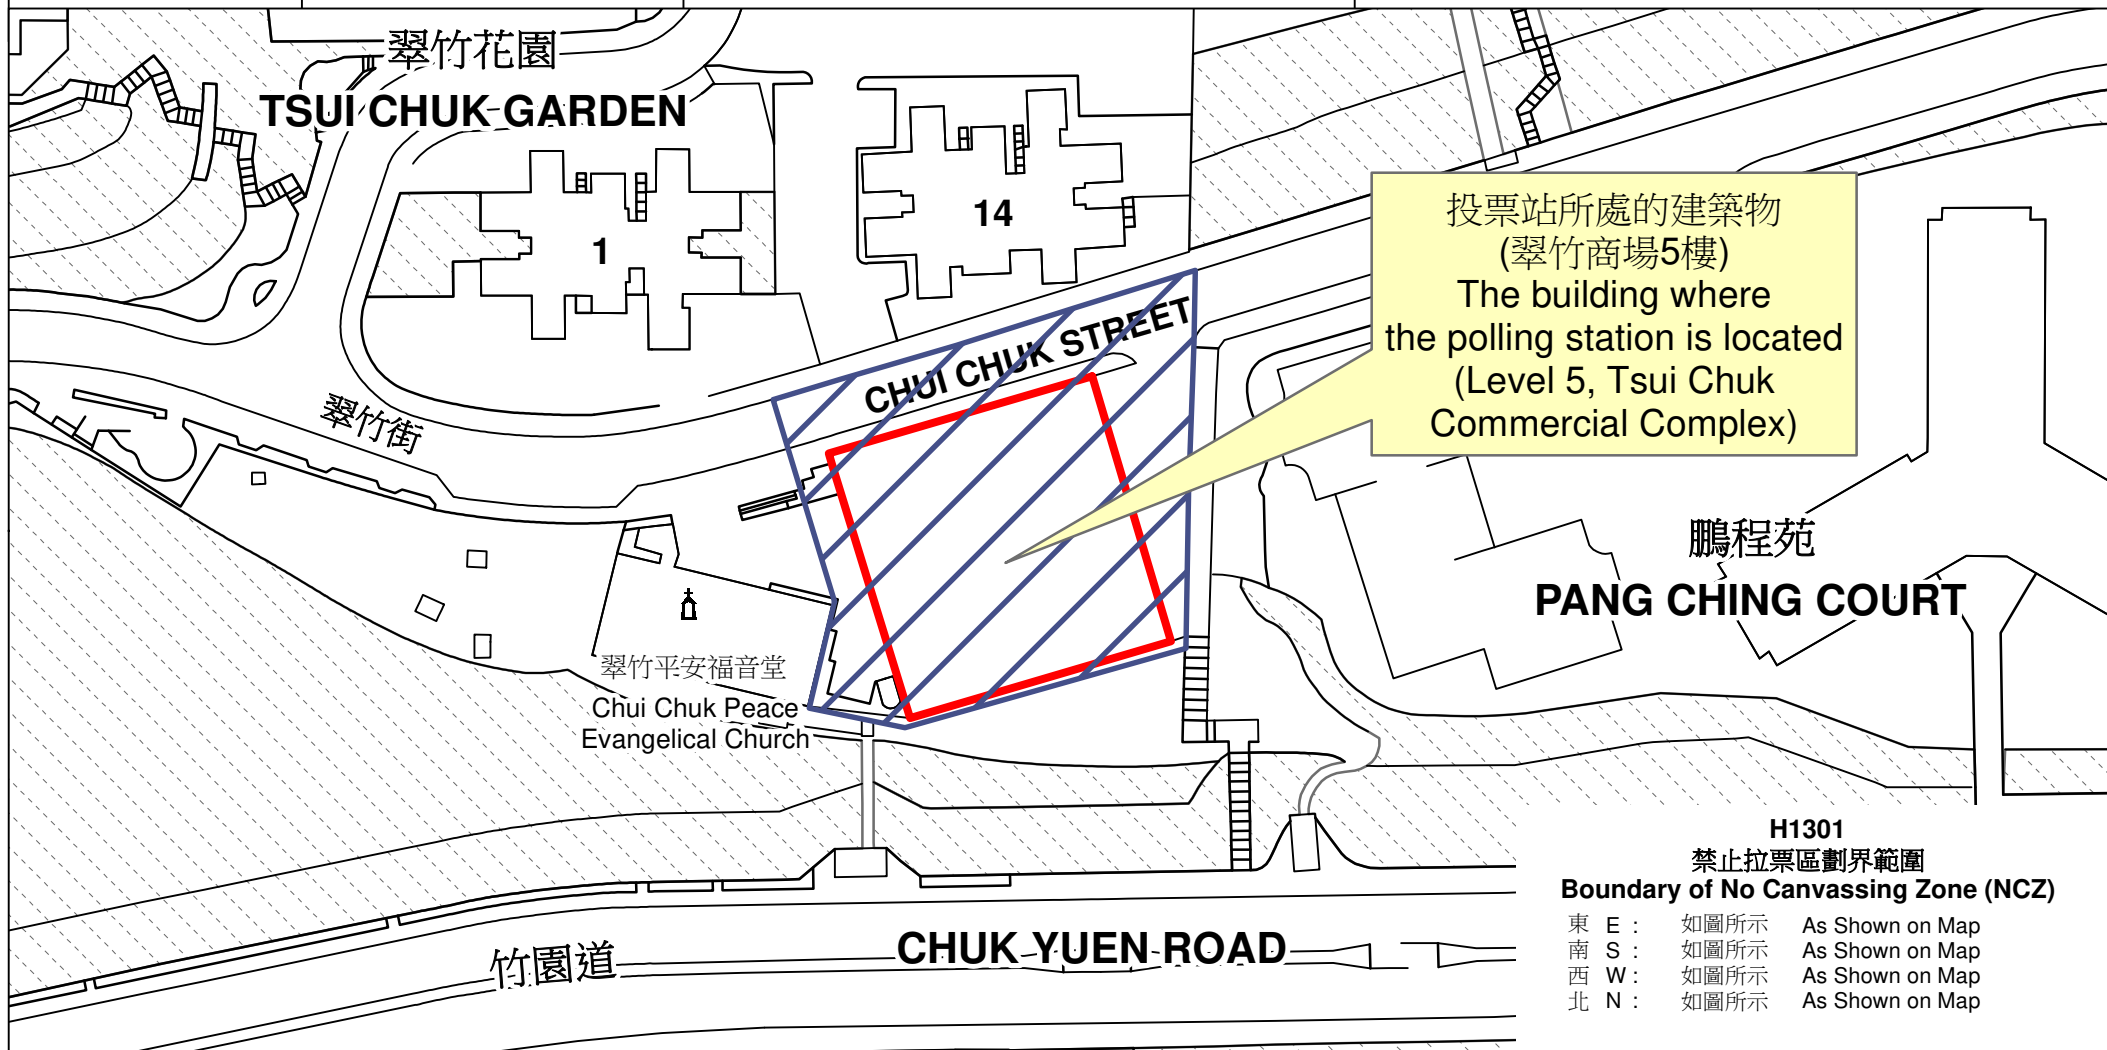 翠竹花園
TSUI CHUK GARDEN
1
14
投票站所處的建築物
(翠竹商場5樓)
The building where
the polling station is located
(Level 5, Tsui Chuk
Commercial Complex)
CHUI CHUK STREET
翠竹街
鵬程苑
PANG CHING COURT
翠竹平安福音堂
Chui Chuk Peace
Evangelical Church
竹園道
CHUK YUEN ROAD
H1301
禁止拉票區劃界範圍
Boundary of No Canvassing Zone (NCZ)
東 E : 如圖所示 As Shown on Map
南 S : 如圖所示 As Shown on Map
西 W : 如圖所示 As Shown on Map
北 N : 如圖所示 As Shown on Map